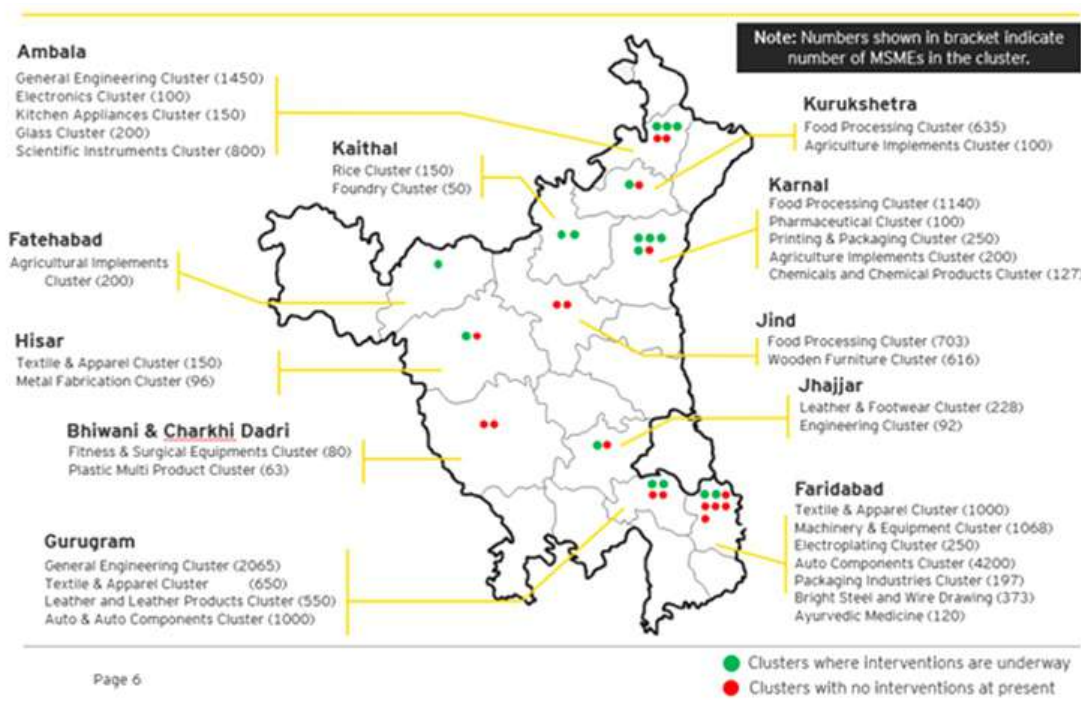 Note: Numbers shown in bracket indicate
number of MSMEs in the cluster.
Ambala
General Engineering Cluster (1450)
Electronics Cluster (100)
Kitchen Appliances Cluster (150)
Glass Cluster (200)
Scientific Instruments Cluster (800)
Kaithal
Rice Cluster (150)
Foundry Cluster (50)
Kurukshetra
Food Processing Cluster (635)
Agriculture Implements Cluster (100)
Karnal
Food Processing Cluster (1140)
Pharmaceutical Cluster (100)
Printing & Packaging Cluster (250)
Agriculture Implements Cluster (200)
Chemicals and Chemical Products Cluster (127)
Fatehabad
Agricultural Implements
Cluster (200)
Hisar
Textile & Apparel Cluster (150)
Metal Fabrication Cluster (96)
Jind
Food Processing Cluster (703)
Wooden Furniture Cluster (616)
Jhajjar
Leather & Footwear Cluster (228)
Engineering Cluster (92)
Bhiwani & Charkhi Dadri
Fitness & Surgical Equipments Cluster (80)
Plastic Multi Product Cluster (63)
Gurugram
General Engineering Cluster (2065)
Textile & Apparel Cluster (650)
Leather and Leather Products Cluster (550)
Auto & Auto Components Cluster (1000)
Faridabad
Textile & Apparel Cluster (1000)
Machinery & Equipment Cluster (1068)
Electroplating Cluster (250)
Auto Components Cluster (4200)
Packaging Industries Cluster (197)
Bright Steel and Wire Drawing (373)
Ayurvedic Medicine (120)
Page 6
Clusters where interventions are underway
Clusters with no interventions at present